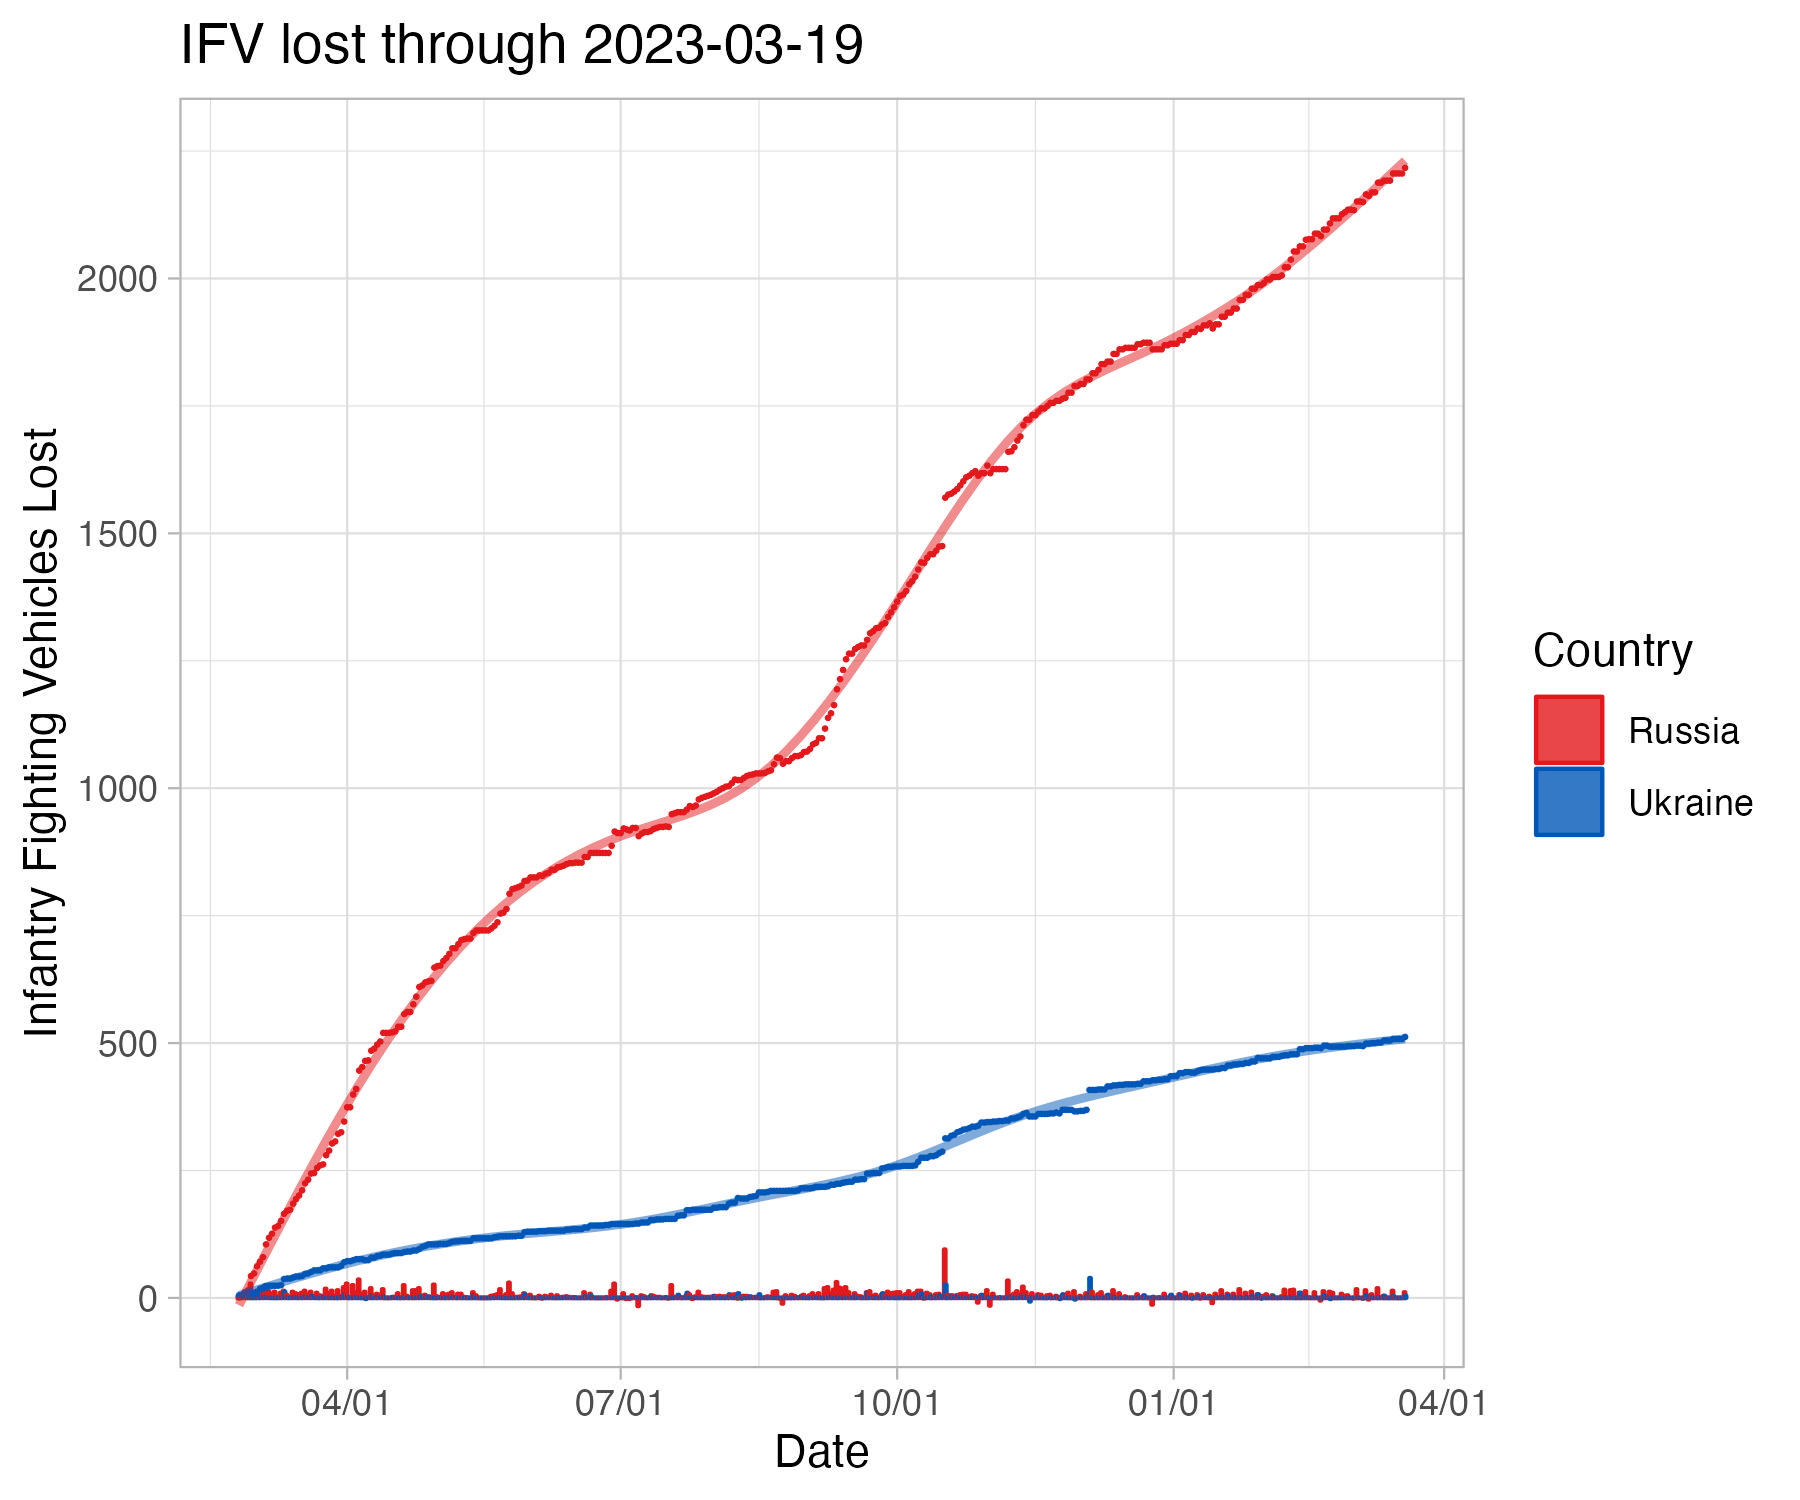 IFV lost through 2023-03-19
Infantry Fighting Vehicles Lost
2000
1500
1000
500
0
04/01
07/01
10/01
01/01
04/01
Date
Country
Russia
Ukraine